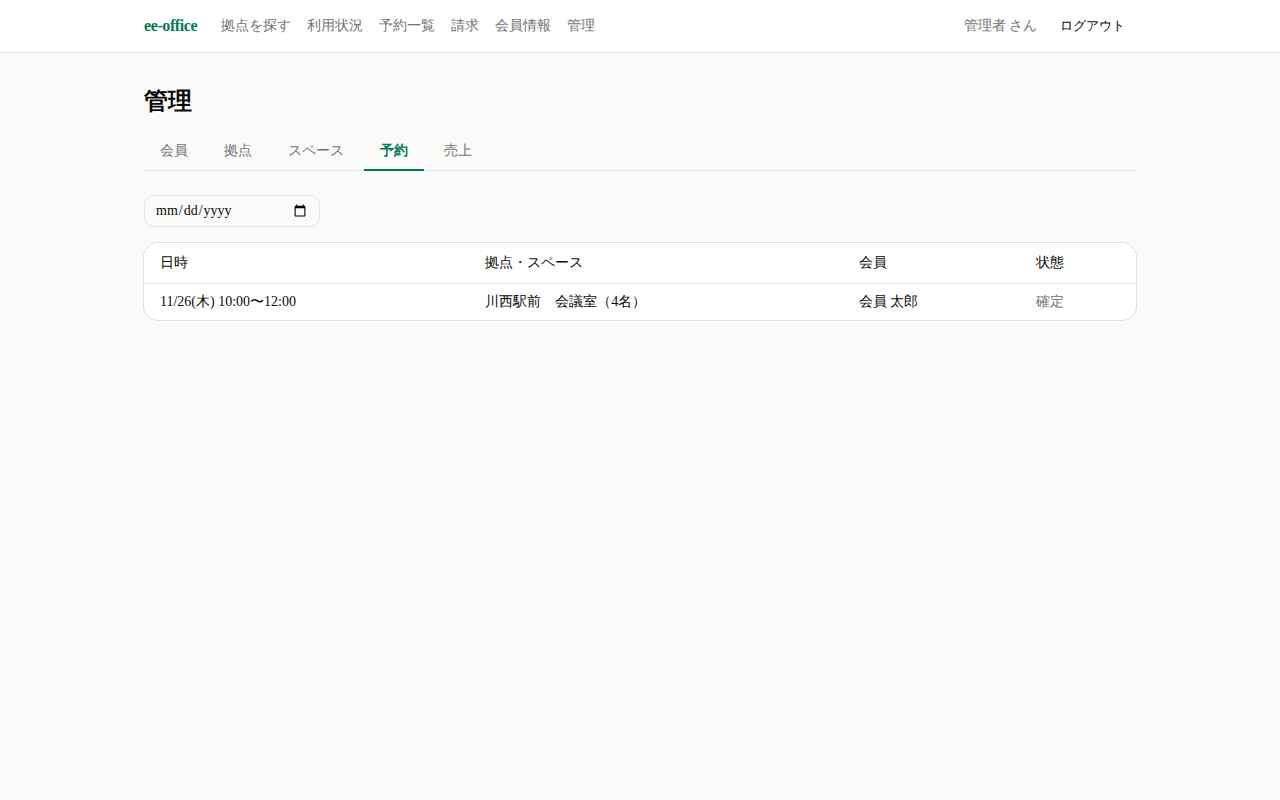 ee-office 拠点を探す 利用状況 予約一覧 請求 会員情報 管理 管理者 さん ログアウト
管理
会員 拠点 スペース 予約 売上
mm/dd/yyyy
日時 拠点・スペース 会員 状態
11/26(木) 10:00〜12:00 川西駅前　会議室（4名） 会員 太郎 確定